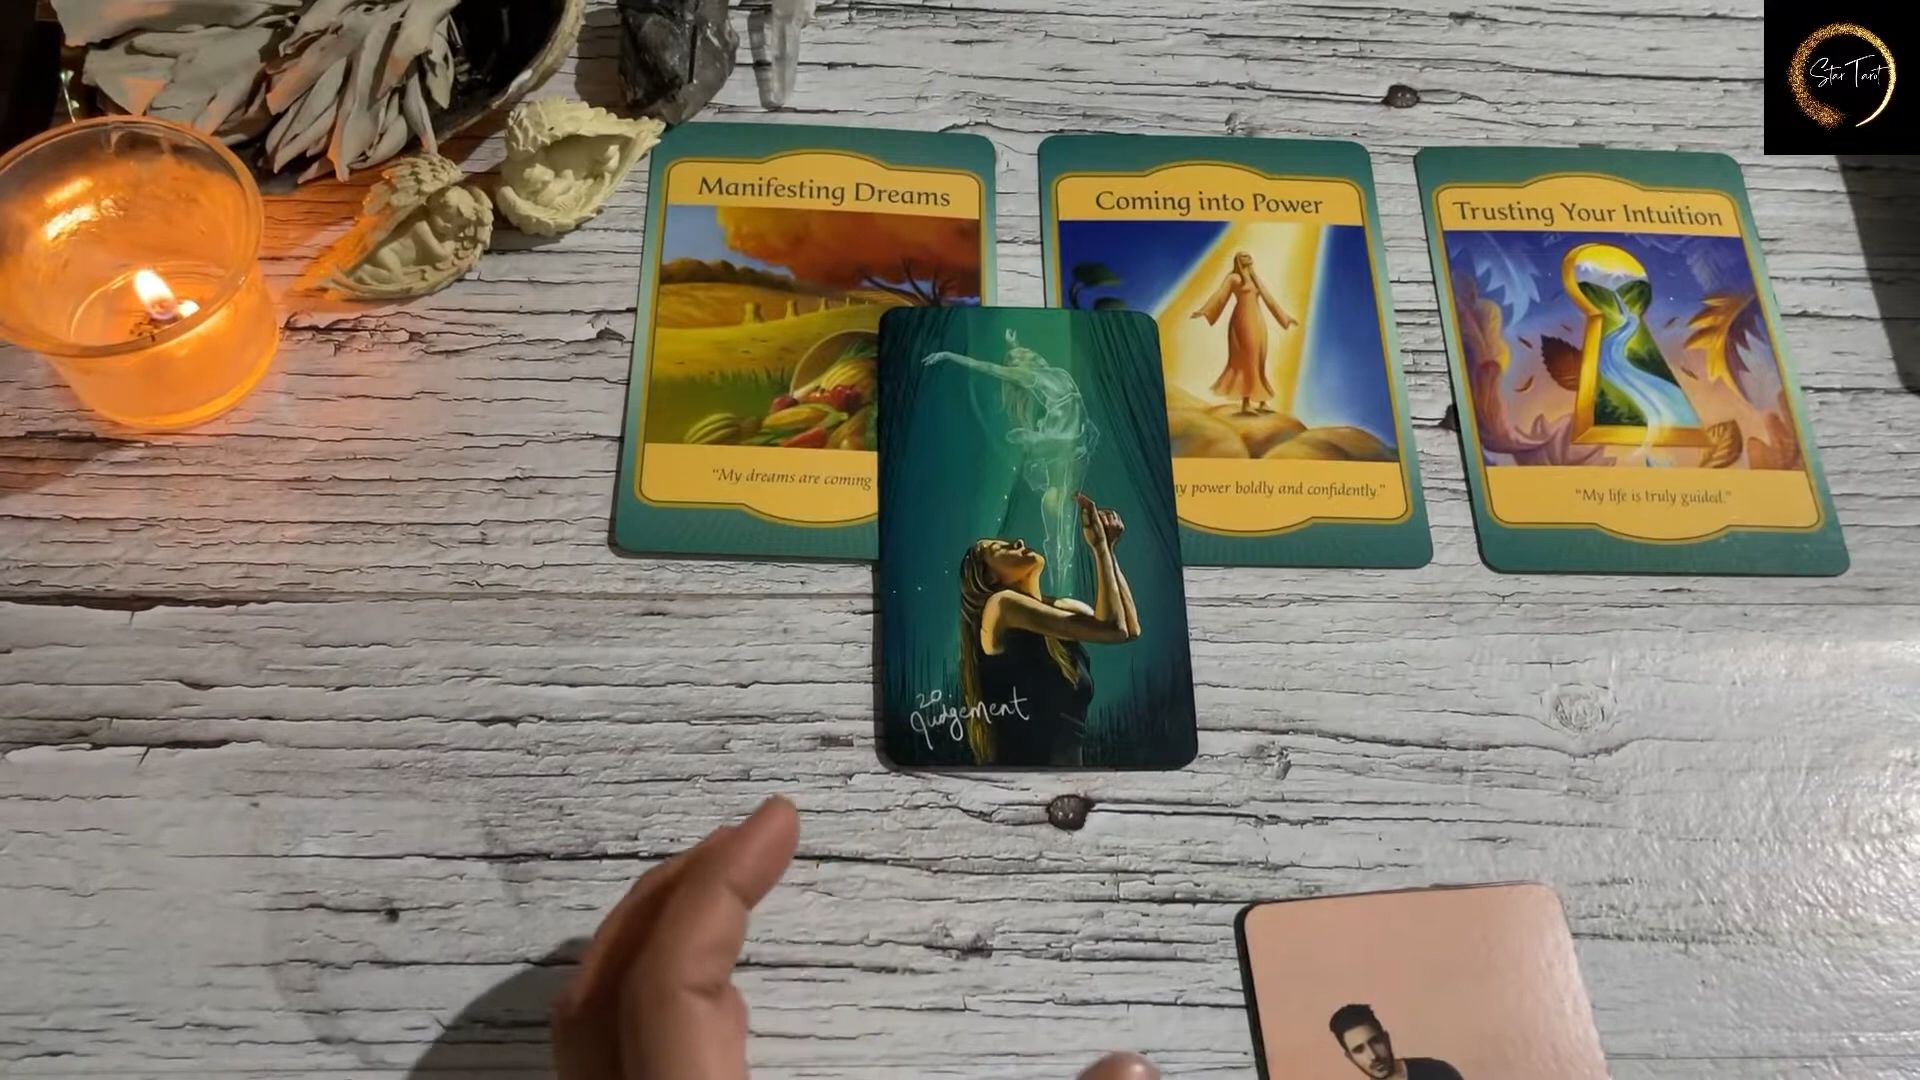 Star Tarot
Manifesting Dreams
Coming into Power
Trusting Your Intuition
"My dreams are coming
power boldly and confidently."
"My life is truly guided."
20
Judgement